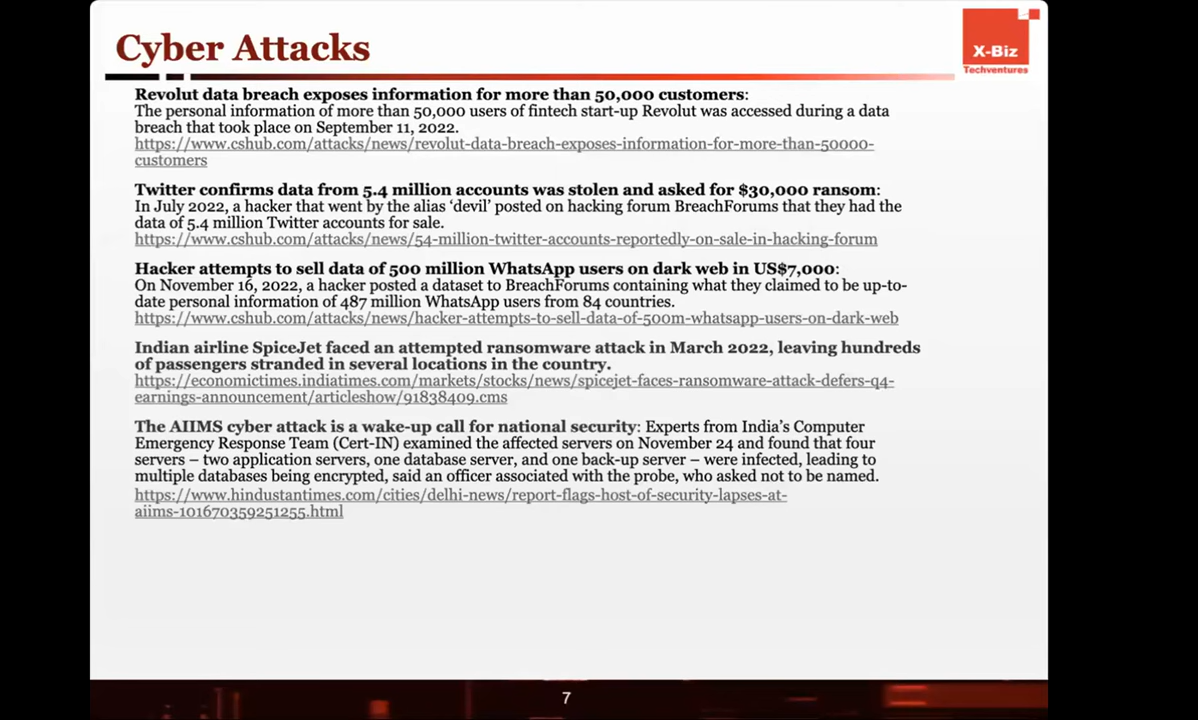 Cyber Attacks
X-Biz
Techventures
Revolut data breach exposes information for more than 50,000 customers:
The personal information of more than 50,000 users of fintech start-up Revolut was accessed during a data
breach that took place on September 11, 2022.
https://www.cshub.com/attacks/news/revolut-data-breach-exposes-information-for-more-than-50000-
customers
Twitter confirms data from 5.4 million accounts was stolen and asked for $30,000 ransom:
In July 2022, a hacker that went by the alias ‘devil’ posted on hacking forum BreachForums that they had the
data of 5.4 million Twitter accounts for sale.
https://www.cshub.com/attacks/news/54-million-twitter-accounts-reportedly-on-sale-in-hacking-forum
Hacker attempts to sell data of 500 million WhatsApp users on dark web in US$7,000:
On November 16, 2022, a hacker posted a dataset to BreachForums containing what they claimed to be up-to-
date personal information of 487 million WhatsApp users from 84 countries.
https://www.cshub.com/attacks/news/hacker-attempts-to-sell-data-of-500m-whatsapp-users-on-dark-web
Indian airline SpiceJet faced an attempted ransomware attack in March 2022, leaving hundreds
of passengers stranded in several locations in the country.
https://economictimes.indiatimes.com/markets/stocks/news/spicejet-faces-ransomware-attack-defers-q4-
earnings-announcement/articleshow/91838409.cms
The AIIMS cyber attack is a wake-up call for national security: Experts from India’s Computer
Emergency Response Team (Cert-IN) examined the affected servers on November 24 and found that four
servers – two application servers, one database server, and one back-up server – were infected, leading to
multiple databases being encrypted, said an officer associated with the probe, who asked not to be named.
https://www.hindustantimes.com/cities/delhi-news/report-flags-host-of-security-lapses-at-
aiims-101670359251255.html
7